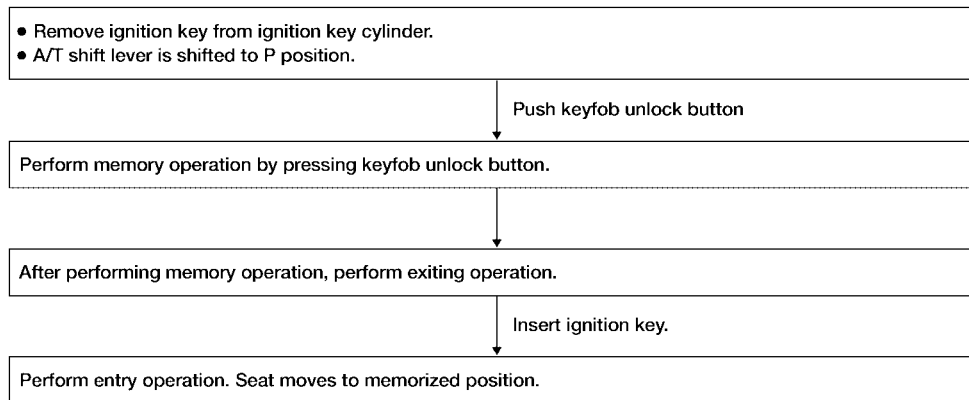 ● Remove ignition key from ignition key cylinder.
● A/T shift lever is shifted to P position.
Push keyfob unlock button
Perform memory operation by pressing keyfob unlock button.
After performing memory operation, perform exiting operation.
Insert ignition key.
Perform entry operation. Seat moves to memorized position.